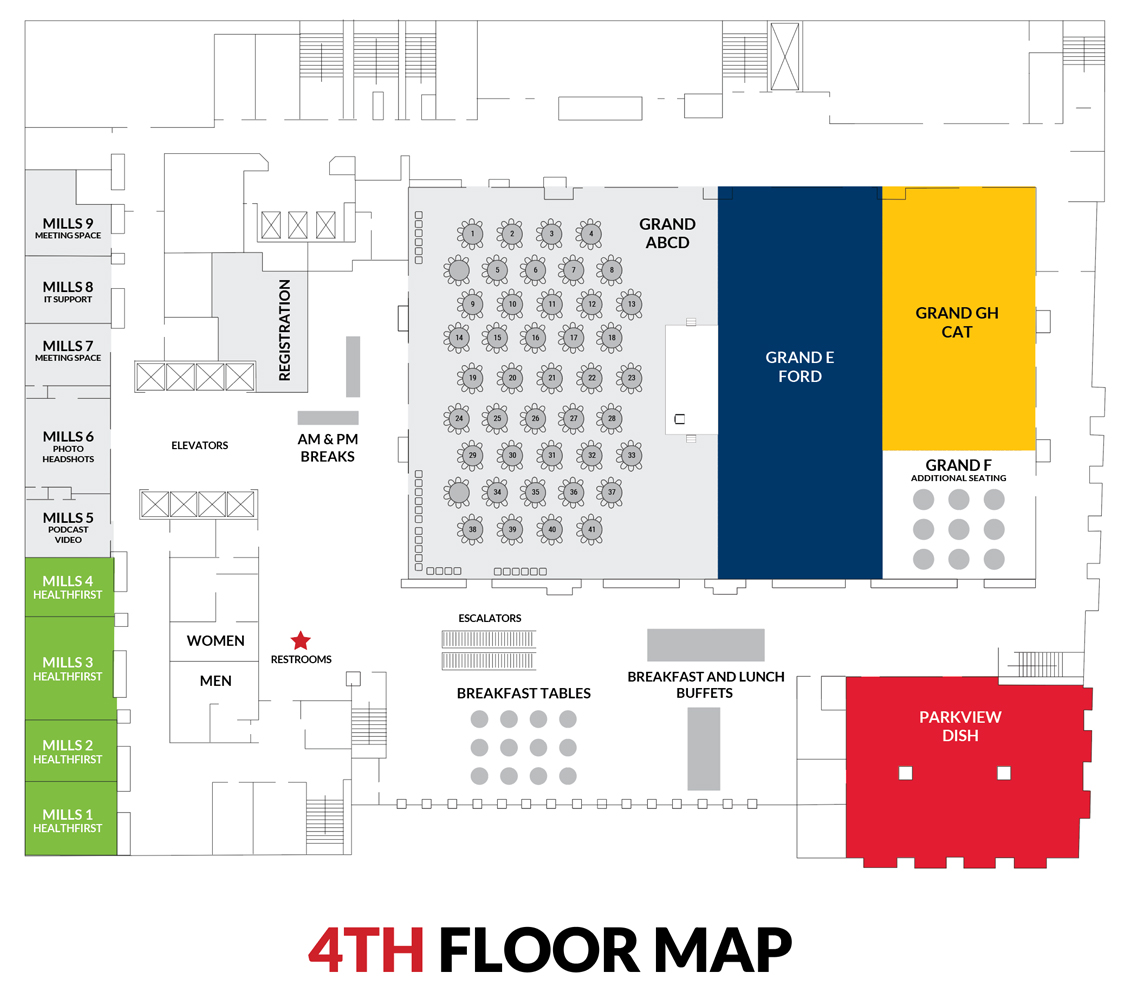 MILLS 9
MEETING SPACE
MILLS 8
IT SUPPORT
MILLS 7
MEETING SPACE
MILLS 6
PHOTO
HEADSHOTS
MILLS 5
PODCAST
VIDEO
MILLS 4
HEALTHFIRST
MILLS 3
HEALTHFIRST
MILLS 2
HEALTHFIRST
MILLS 1
HEALTHFIRST
REGISTRATION
ELEVATORS
AM & PM
BREAKS
WOMEN
MEN
RESTROOMS
GRAND
ABCD
1 2 3 4
5 6 7 8
9 10 11 12 13
14 15 16 17 18
19 20 21 22 23
24 25 26 27 28
29 30 31 32 33
34 35 36 37
38 39 40 41
GRAND E
FORD
GRAND GH
CAT
GRAND F
ADDITIONAL SEATING
ESCALATORS
BREAKFAST TABLES
BREAKFAST AND LUNCH
BUFFETS
PARKVIEW
DISH
4TH FLOOR MAP